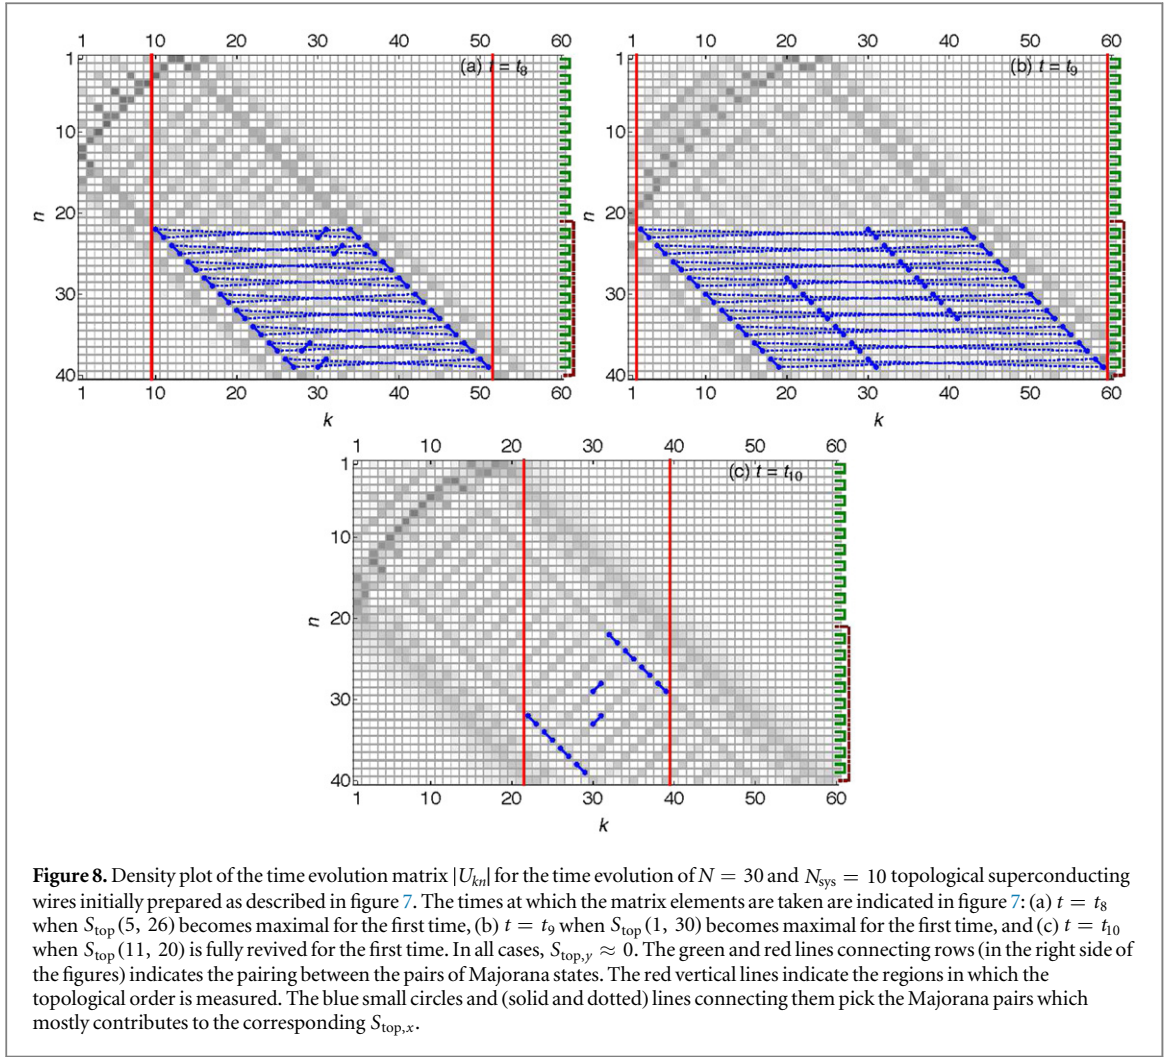 1 10 20 30 40 50 60
1 10 20 30 40 50 60
(a) t = t8
(b) t = t9
1
10
20
30
40
n
1
10
20
30
40
n
1 10 20 30 40 50 60
1 10 20 30 40 50 60
k
k
1 10 20 30 40 50 60
(c) t = t10
1
10
20
30
40
n
1 10 20 30 40 50 60
k
Figure 8. Density plot of the time evolution matrix |Ukn| for the time evolution of N = 30 and Nsys = 10 topological superconducting
wires initially prepared as described in figure 7. The times at which the matrix elements are taken are indicated in figure 7: (a) t = t8
when Stop(5, 26) becomes maximal for the first time, (b) t = t9 when Stop(1, 30) becomes maximal for the first time, and (c) t = t10
when Stop(11, 20) is fully revived for the first time. In all cases, Stop,y ≈ 0. The green and red lines connecting rows (in the right side of
the figures) indicates the pairing between the pairs of Majorana states. The red vertical lines indicate the regions in which the
topological order is measured. The blue small circles and (solid and dotted) lines connecting them pick the Majorana pairs which
mostly contributes to the corresponding Stop,x.